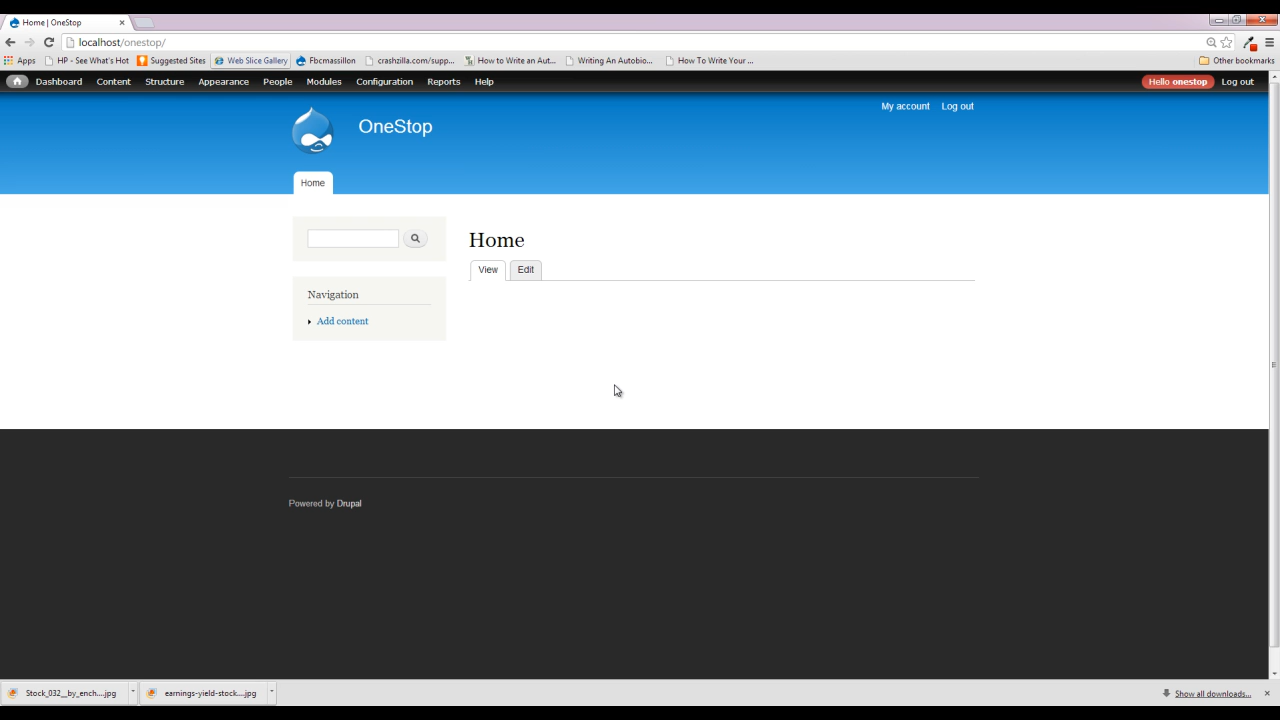 Home | OneStop
localhost/onestop/
Apps HP - See What's Hot Suggested Sites Web Slice Gallery Fbcmassillon crashzilla.com/supp... How to Write an Aut... Writing An Autobio... How To Write Your ... Other bookmarks
Dashboard Content Structure Appearance People Modules Configuration Reports Help Hello onestop Log out
My account Log out
OneStop
Home
Home
View Edit
Navigation
Add content
Powered by Drupal
Stock_032__by_ench....jpg earnings-yield-stock....jpg Show all downloads...